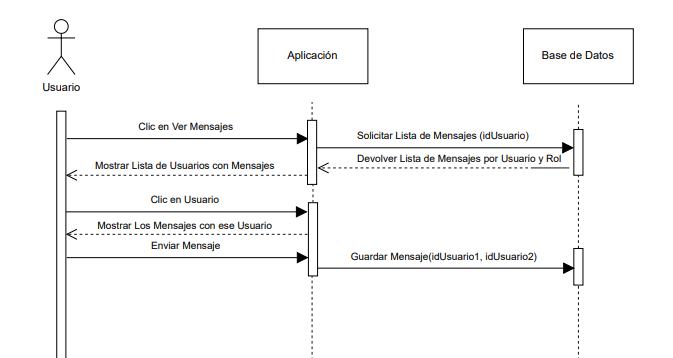 Aplicación
Base de Datos
Usuario
Clic en Ver Mensajes
Solicitar Lista de Mensajes (idUsuario)
Devolver Lista de Mensajes por Usuario y Rol
Mostrar Lista de Usuarios con Mensajes
Clic en Usuario
Mostrar Los Mensajes con ese Usuario
Enviar Mensaje
Guardar Mensaje(idUsuario1, idUsuario2)